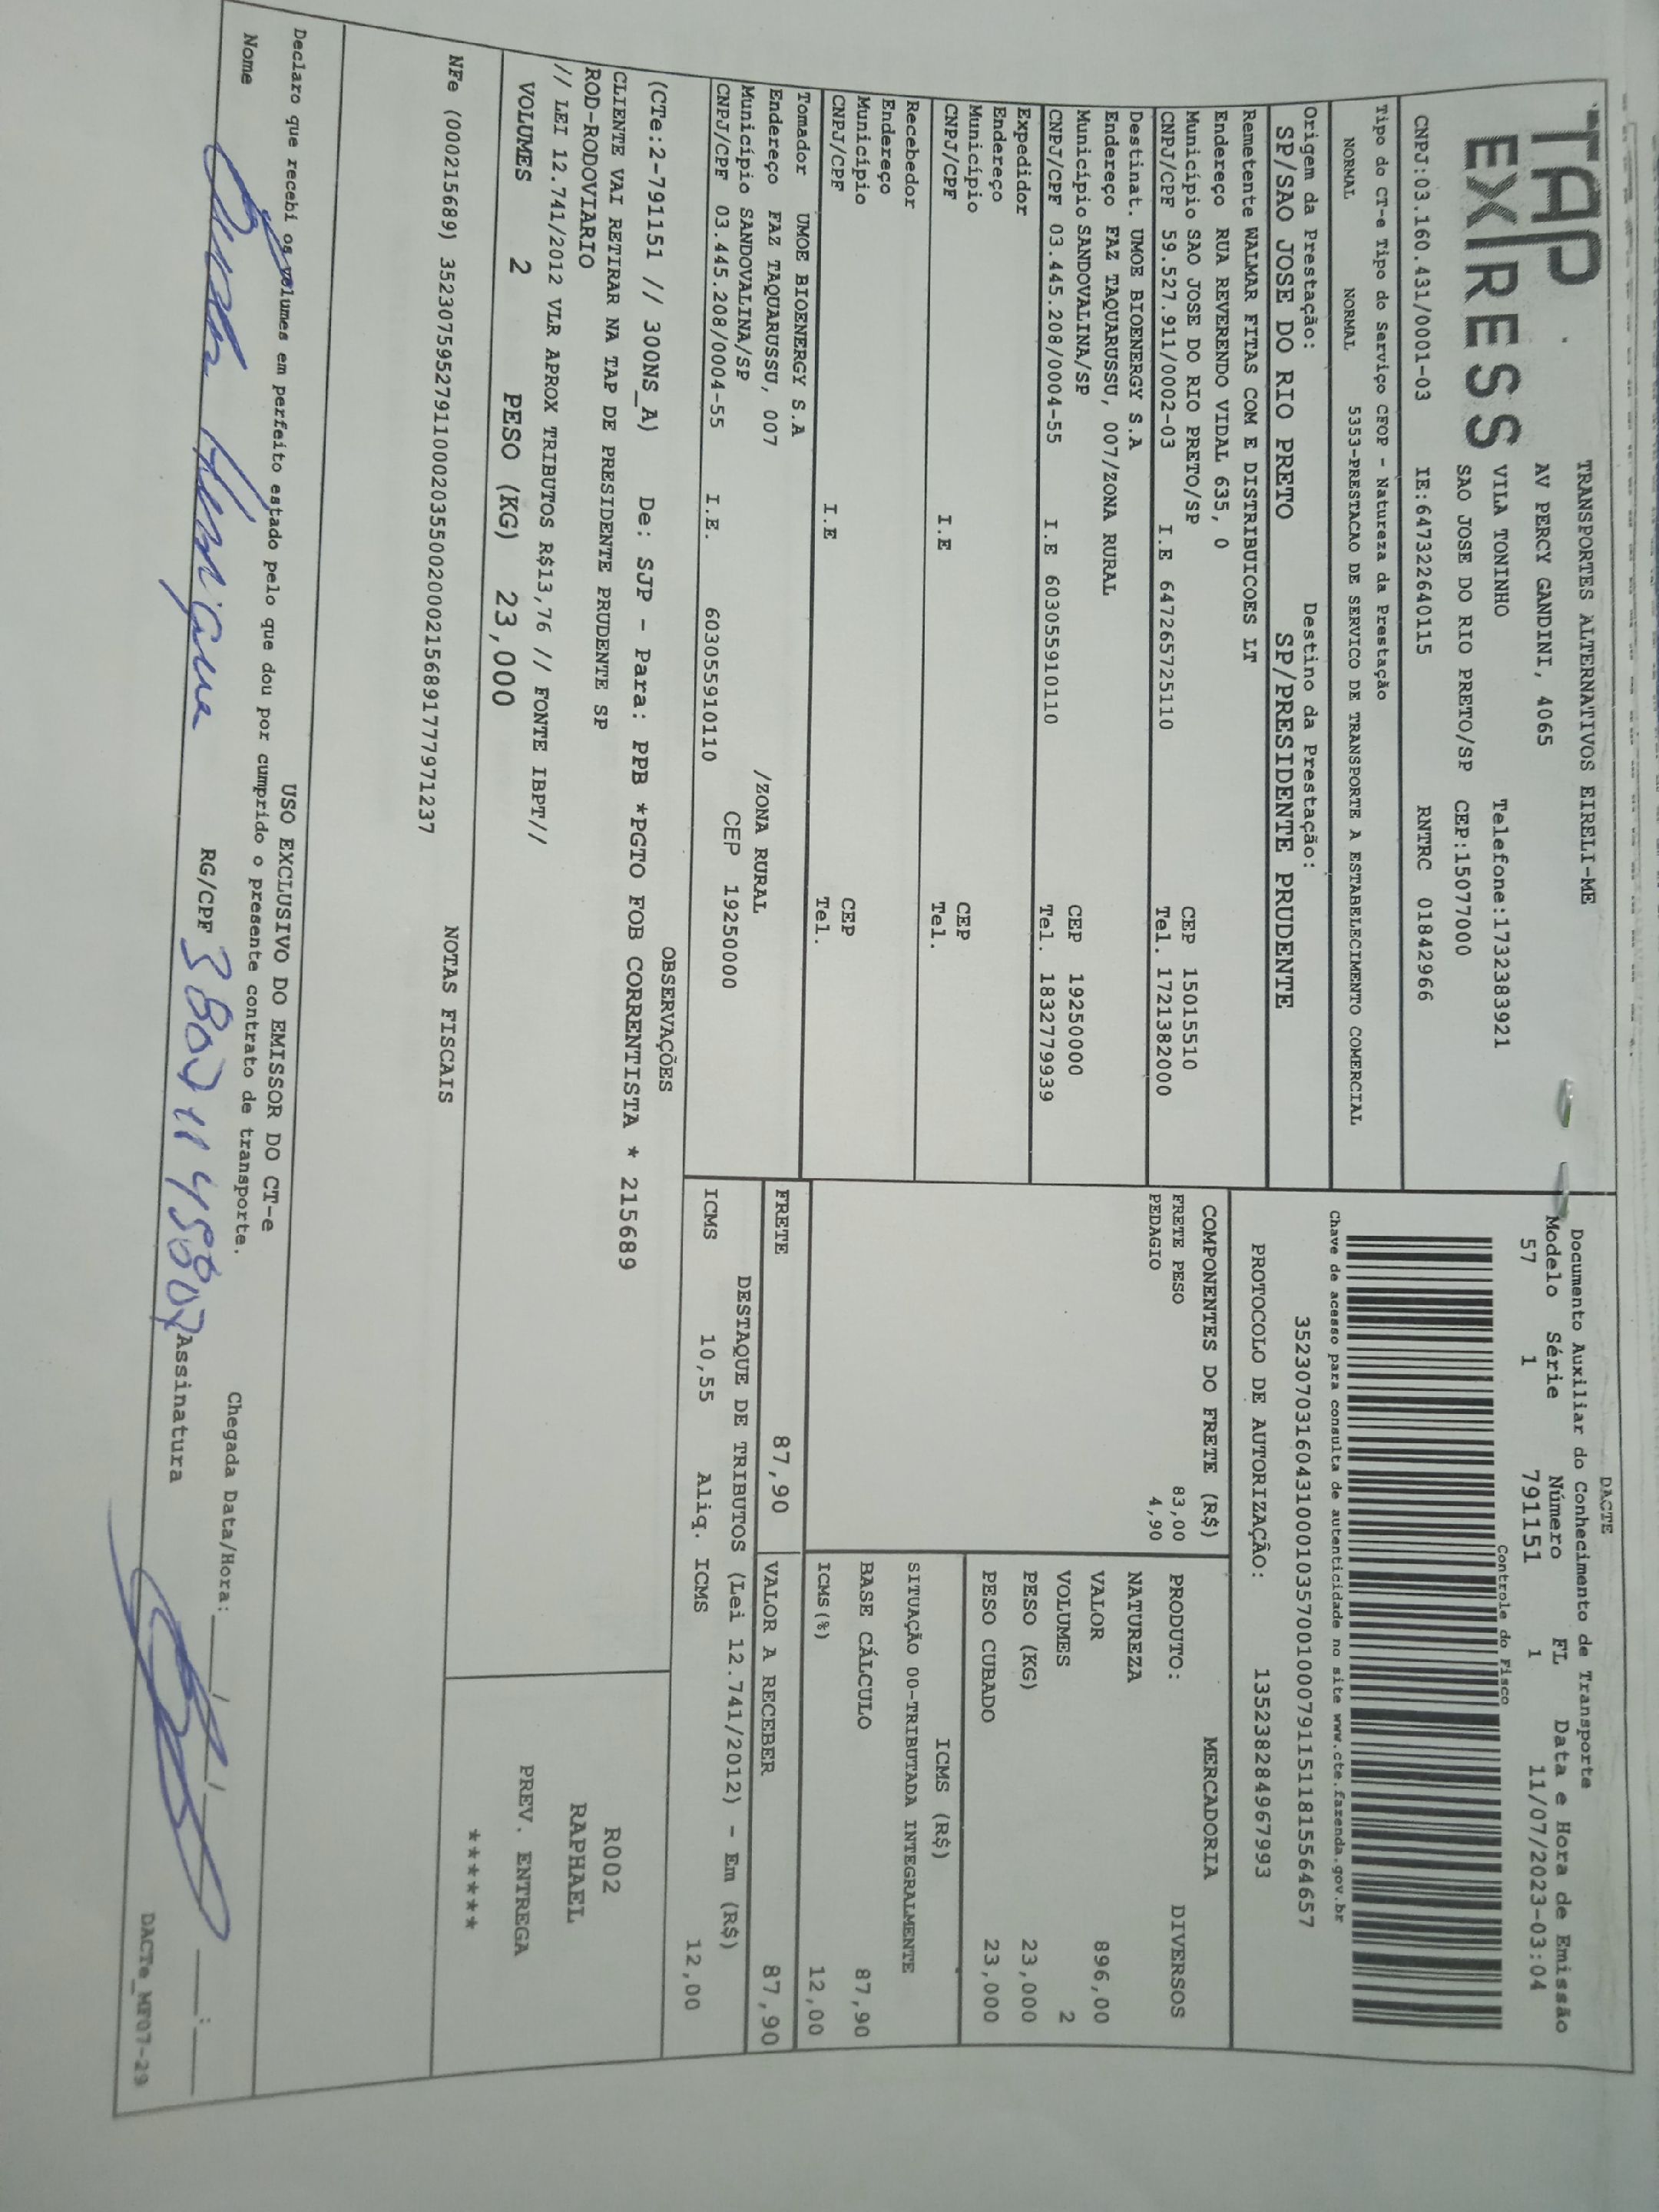 TAP EXPRESS
TRANSPORTES ALTERNATIVOS EIRELI-ME
AV PERCY GANDINI, 4065
VILA TONINHO Telefone:1732383921
SAO JOSE DO RIO PRETO/SP CEP:15077000
CNPJ:03.160.431/0001-03 IE:647322640115 RNTRC 01842966
DACTE
Documento Auxiliar do Conhecimento de Transporte
Modelo Série Número FL Data e Hora de Emissão
57 1 791151 1 11/07/2023-03:04
Controle do Fisco
Chave de acesso para consulta de autenticidade no site www.cte.fazenda.gov.br
35230703160431000103570010007911511815564657
PROTOCOLO DE AUTORIZAÇÃO: 135238284967993
Tipo do CT-e Tipo do Serviço CFOP - Natureza da Prestação
NORMAL NORMAL 5353-PRESTACAO DE SERVICO DE TRANSPORTE A ESTABELECIMENTO COMERCIAL
Origem da Prestação: Destino da Prestação:
SP/SAO JOSE DO RIO PRETO SP/PRESIDENTE PRUDENTE
Remetente WALMAR FITAS COM E DISTRIBUICOES LT
Endereço RUA REVERENDO VIDAL 635, 0
Município SAO JOSE DO RIO PRETO/SP CEP 15015510
CNPJ/CPF 59.527.911/0002-03 I.E 647265725110 Tel. 1721382000
Destinat. UMOE BIOENERGY S.A
Endereço FAZ TAQUARUSSU, 007/ZONA RURAL
Município SANDOVALINA/SP CEP 19250000
CNPJ/CPF 03.445.208/0004-55 I.E 603055910110 Tel. 1832779939
Expedidor
Endereço
Município CEP
CNPJ/CPF I.E Tel.
Recebedor
Endereço
Município CEP
CNPJ/CPF I.E Tel.
Tomador UMOE BIOENERGY S.A
Endereço FAZ TAQUARUSSU, 007 /ZONA RURAL
Município SANDOVALINA/SP CEP 19250000
CNPJ/CPF 03.445.208/0004-55 I.E. 603055910110
COMPONENTES DO FRETE (R$)
FRETE PESO 83,00
PEDAGIO 4,90
MERCADORIA
PRODUTO: DIVERSOS
NATUREZA
VALOR 896,00
VOLUMES 2
PESO (KG) 23,000
PESO CUBADO 23,000
ICMS (R$)
SITUAÇÃO 00-TRIBUTADA INTEGRALMENTE
BASE CÁLCULO 87,90
ICMS(%) 12,00
FRETE 87,90 VALOR A RECEBER 87,90
DESTAQUE DE TRIBUTOS (Lei 12.741/2012) - Em (R$)
ICMS 10,55 Aliq. ICMS 12,00
OBSERVAÇÕES
(CTe:2-791151 // 300NS_A) De: SJP - Para: PPB *PGTO FOB CORRENTISTA * 215689
CLIENTE VAI RETIRAR NA TAP DE PRESIDENTE PRUDENTE SP
ROD-RODOVIARIO
// LEI 12.741/2012 VLR APROX TRIBUTOS R$13,76 // FONTE IBPT//
VOLUMES 2 PESO (KG) 23,000
R002
RAPHAEL
PREV. ENTREGA
******
NOTAS FISCAIS
NFe (000215689) 35230759527911000203550020002156891777971237
USO EXCLUSIVO DO EMISSOR DO CT-e
Declaro que recebi os volumes em perfeito estado pelo que dou por cumprido o presente contrato de transporte.
Chegada Data/Hora: / / :
Nome RG/CPF Assinatura
DACTe_MF07-29